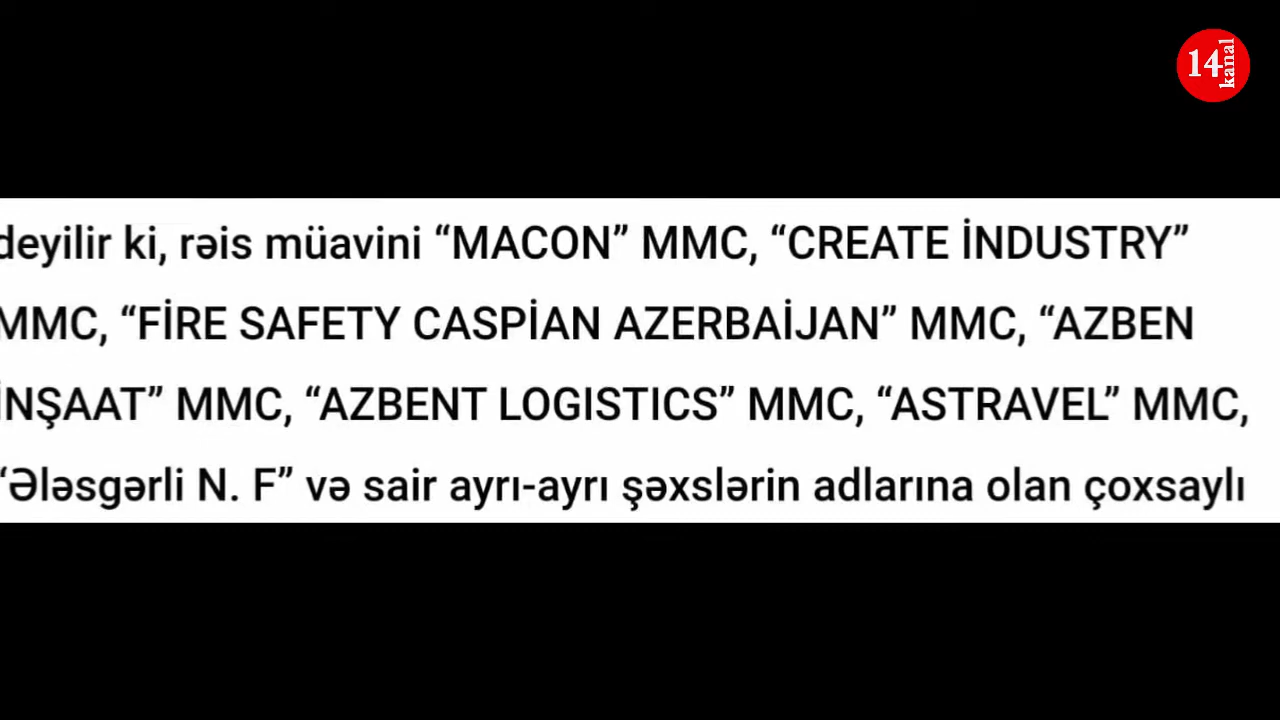 14 kanal
deyilir ki, rəis müavini “MACON” MMC, “CREATE İNDUSTRY”
MMC, “FİRE SAFETY CASPİAN AZERBAİJAN” MMC, “AZBEN
İNŞAAT” MMC, “AZBENT LOGISTICS” MMC, “ASTRAVEL” MMC,
“Ələsgərli N. F” və sair ayrı-ayrı şəxslərin adlarına olan çoxsaylı